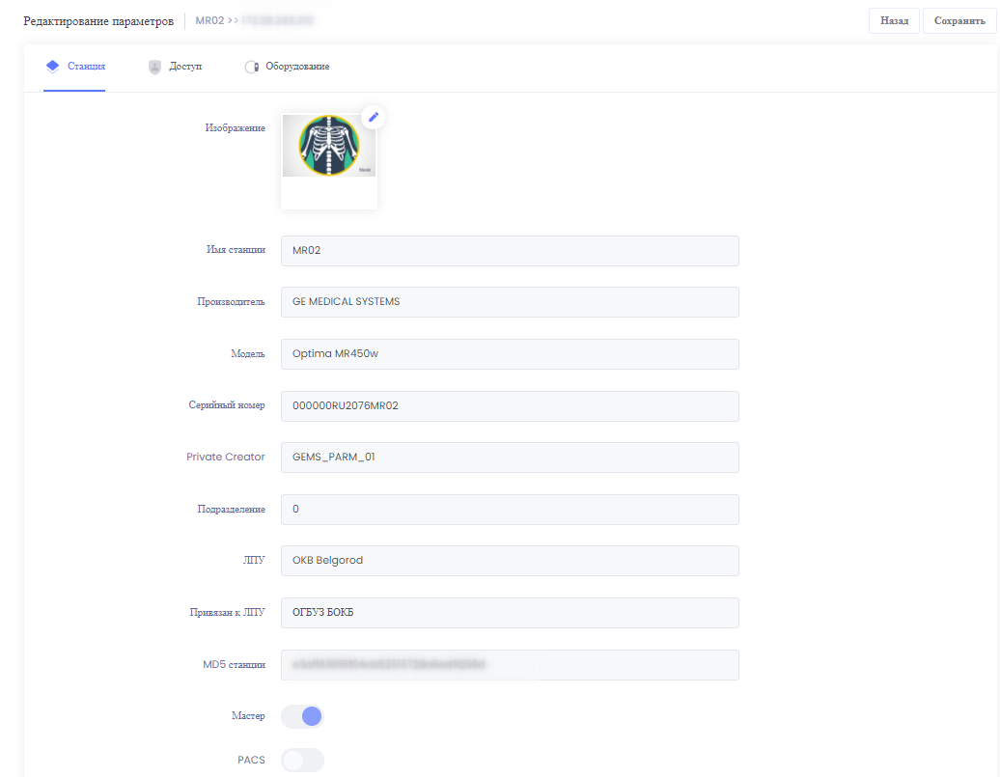 Редактирование параметров MR02 >>
Назад Сохранить
Станция Доступ Оборудование
Изображение
Имя станции MR02
Производитель GE MEDICAL SYSTEMS
Модель Optima MR450w
Серийный номер 000000RU2076MR02
Private Creator GEMS_PARM_01
Подразделение 0
ЛПУ OKB Belgorod
Привязан к ЛПУ ОГБУЗ БОКБ
MD5 станции
Мастер
PACS